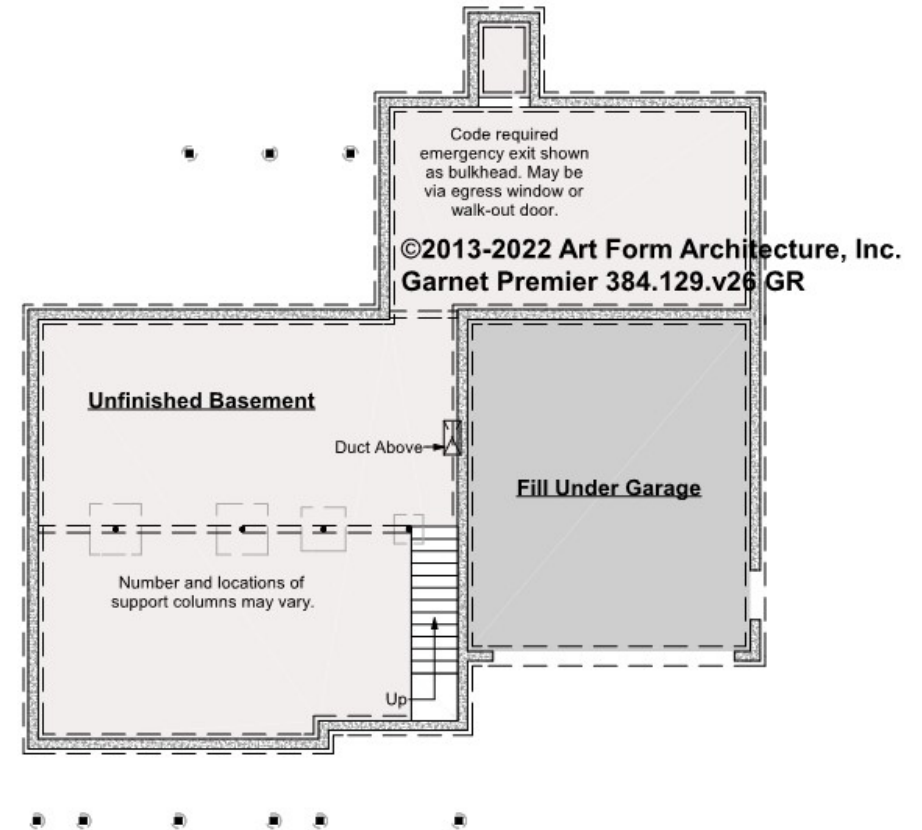 Code required
emergency exit shown
as bulkhead. May be
via egress window or
walk-out door.
©2013-2022 Art Form Architecture, Inc.
Garnet Premier 384.129.v26 GR
Unfinished Basement
Duct Above
Fill Under Garage
Number and locations of
support columns may vary.
Up